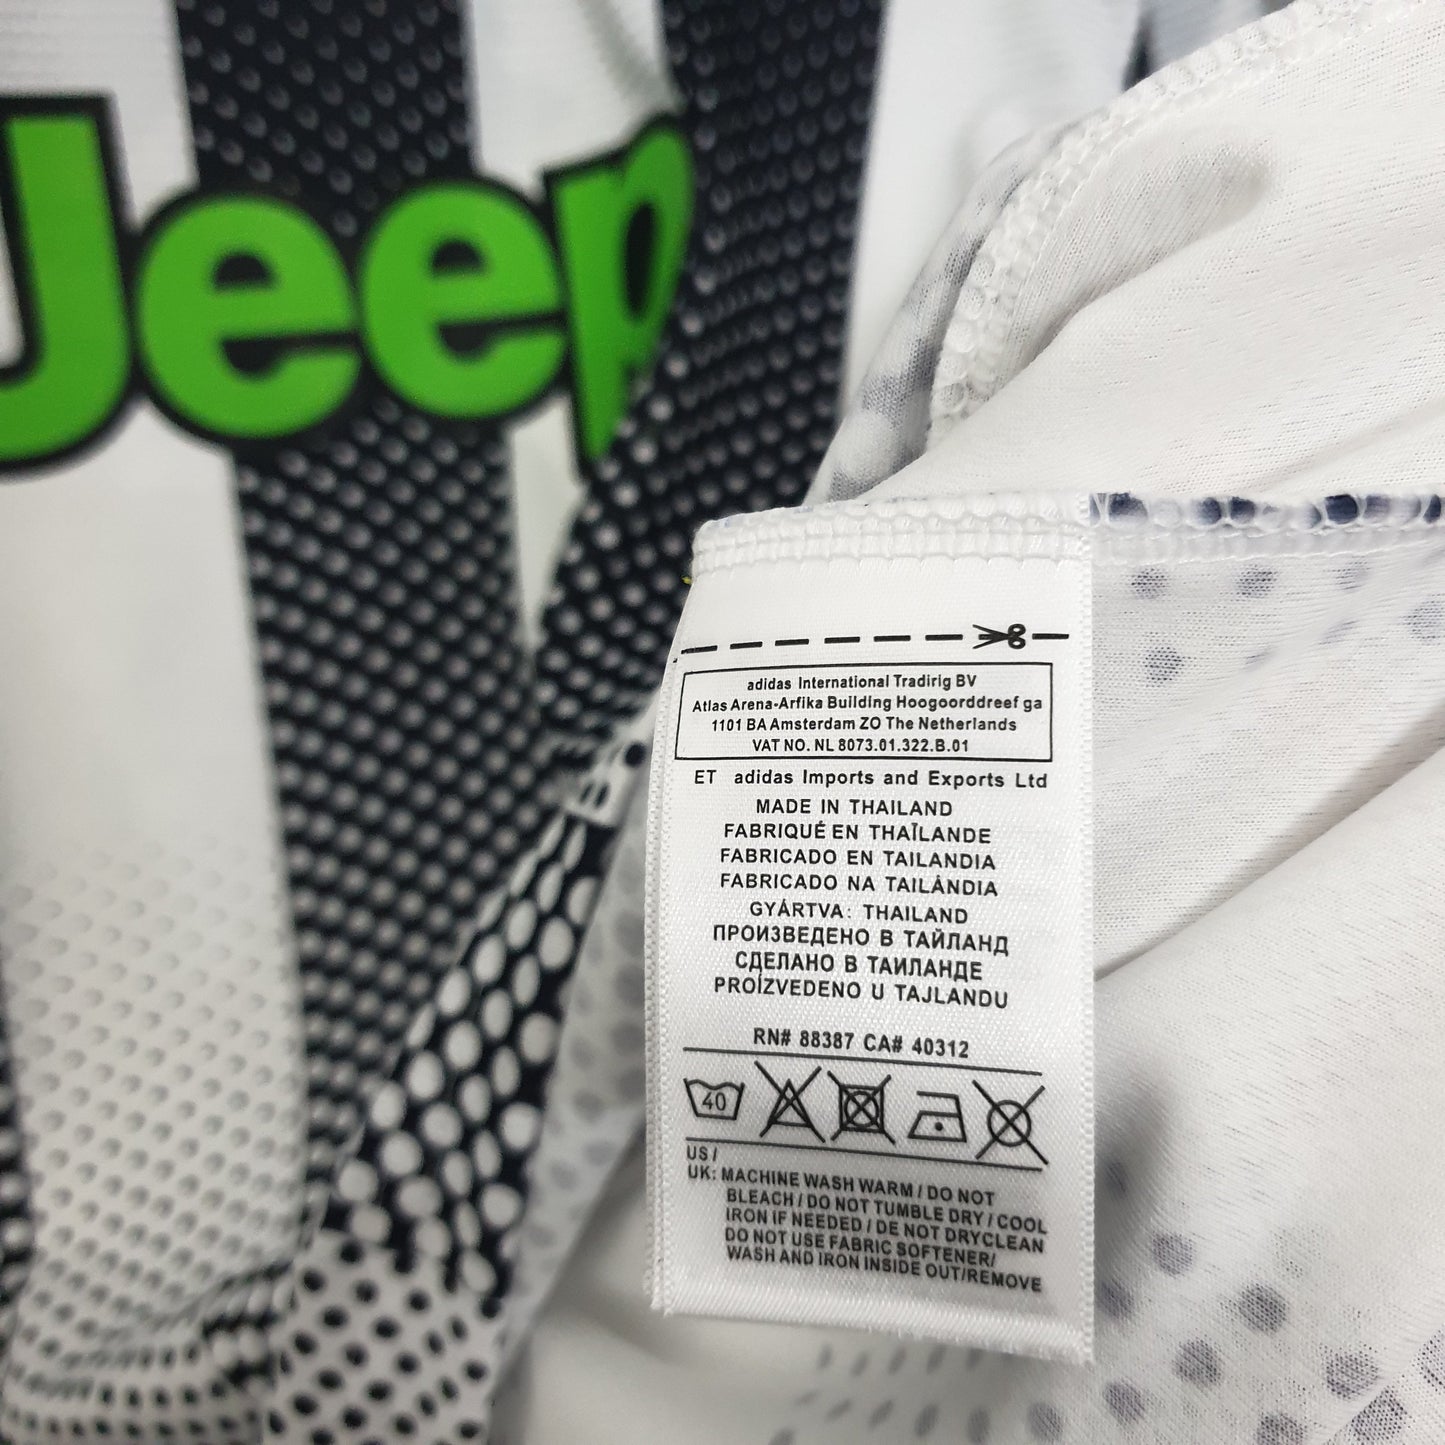 Jeep
adidas International Tradirig BV
Atlas Arena-Arfika Building Hoogoorddreef ga
1101 BA Amsterdam ZO The Netherlands
VAT NO. NL 8073.01.322.B.01
ET adidas Imports and Exports Ltd
MADE IN THAILAND
FABRIQUÉ EN THAÏLANDE
FABRICADO EN TAILANDIA
FABRICADO NA TAILÂNDIA
GYÁRTVA: THAILAND
ПРОИЗВЕДЕНО В ТАЙЛАНД
СДЕЛАНО В ТАИЛАНДЕ
PROÍZVEDENO U TAJLANDU
RN# 88387 CA# 40312
40
US /
UK: MACHINE WASH WARM / DO NOT
BLEACH / DO NOT TUMBLE DRY / COOL
IRON IF NEEDED / DE NOT DRYCLEAN
DO NOT USE FABRIC SOFTENER/
WASH AND IRON INSIDE OUT/REMOVE